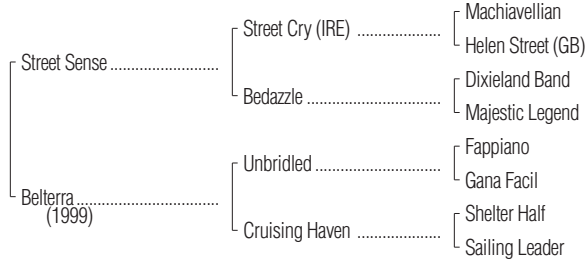 Machiavellian
Street Cry (IRE) ....................
Helen Street (GB)
Street Sense ..........................
Dixieland Band
Bedazzle .................................
Majestic Legend
Fappiano
Unbridled ...............................
Gana Facil
Belterra ...................................
(1999)
Shelter Half
Cruising Haven ....................
Sailing Leader